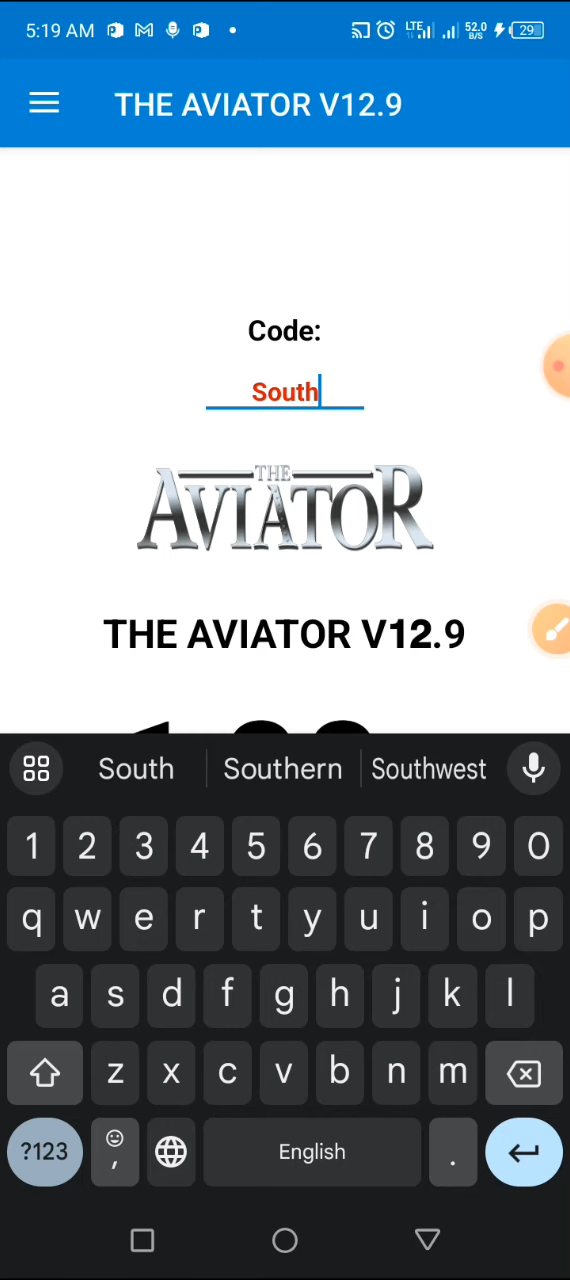 5:19 AM LTE 52.0 B/S 29
THE AVIATOR V12.9
Code:
South
THE
AVIATOR
THE AVIATOR V12.9
South Southern Southwest
1 2 3 4 5 6 7 8 9 0
q w e r t y u i o p
a s d f g h j k l
z x c v b n m
?123 , English .